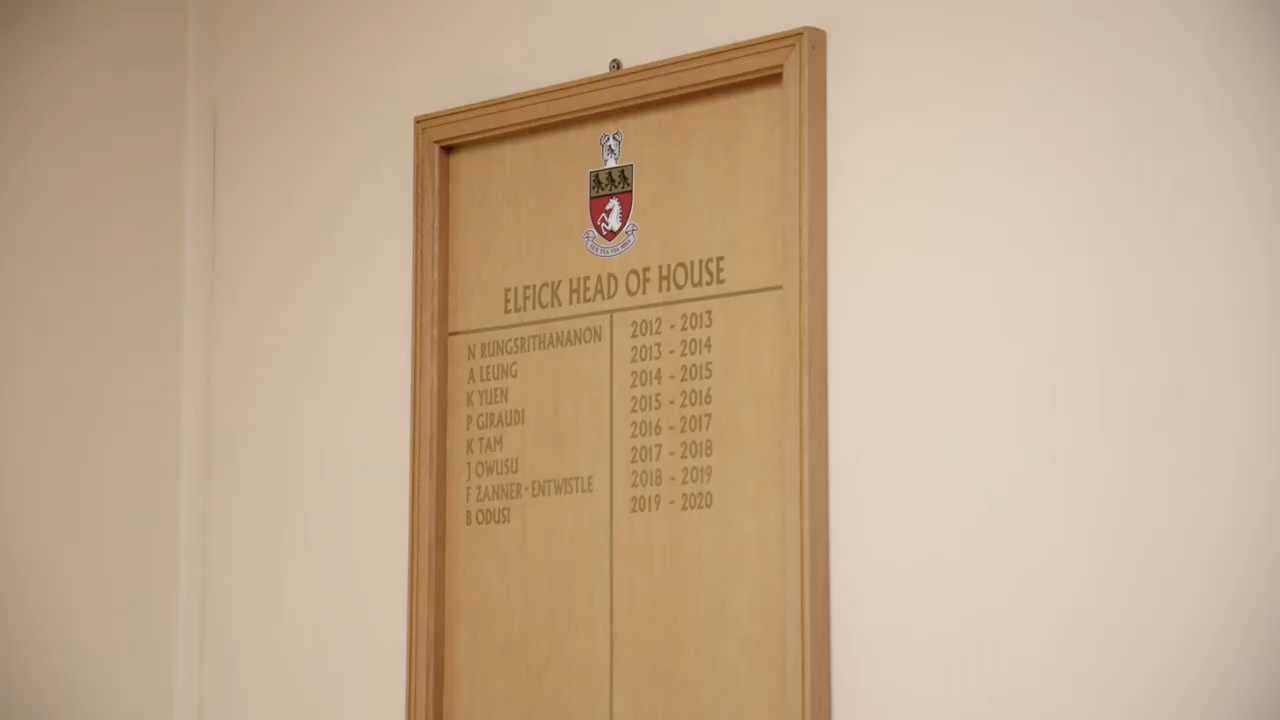 ELFICK HEAD OF HOUSE
N RUNGSRITHANANON 2012 - 2013
A LEUNG 2013 - 2014
K YUEN 2014 - 2015
P GIRAUDI 2015 - 2016
K TAM 2016 - 2017
J OWUSU 2017 - 2018
F ZANNER-ENTWISTLE 2018 - 2019
B ODUSI 2019 - 2020